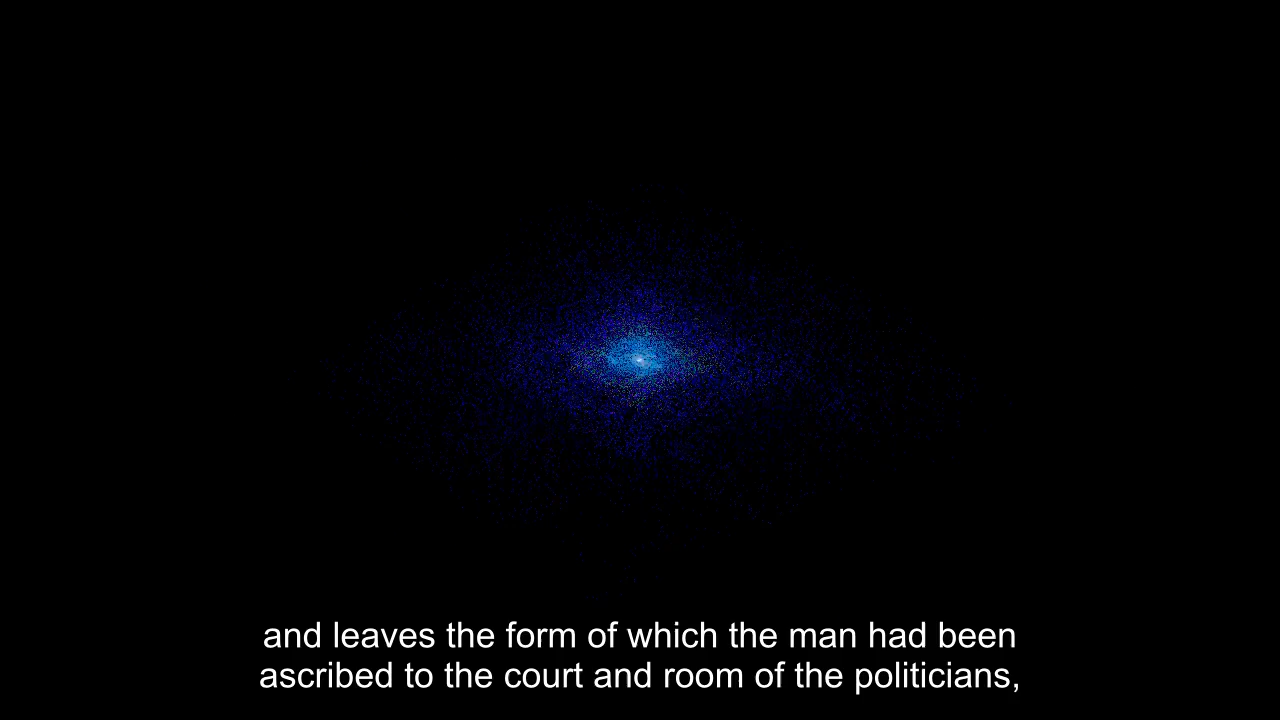 and leaves the form of which the man had been
ascribed to the court and room of the politicians,